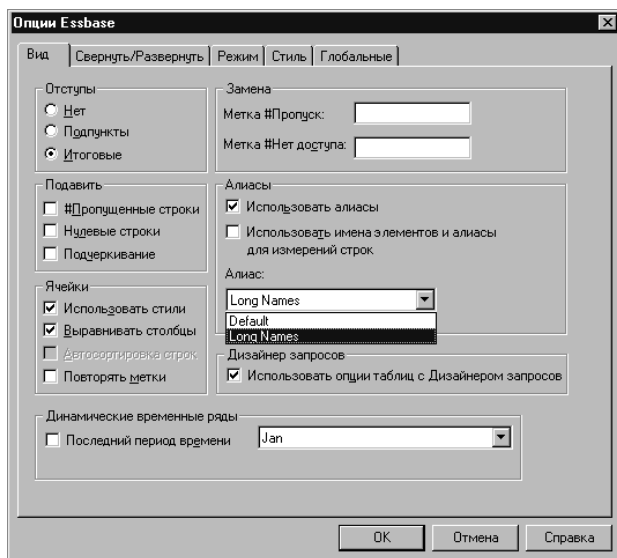 Опции Essbase
Вид Свернуть/Развернуть Режим Стиль Глобальные
Отступы
Нет
Подпункты
Итоговые
Замена
Метка #Пропуск:
Метка #Нет доступа:
Подавить
#Пропущенные строки
Нулевые строки
Подчеркивание
Алиасы
Использовать алиасы
Использовать имена элементов и алиасы
для измерений строк
Алиас:
Long Names
Default
Long Names
Ячейки
Использовать стили
Выравнивать столбцы
Автосортировка строк
Повторять метки
Дизайнер запросов
Использовать опции таблиц с Дизайнером запросов
Динамические временные ряды
Последний период времени Jan
OK Отмена Справка